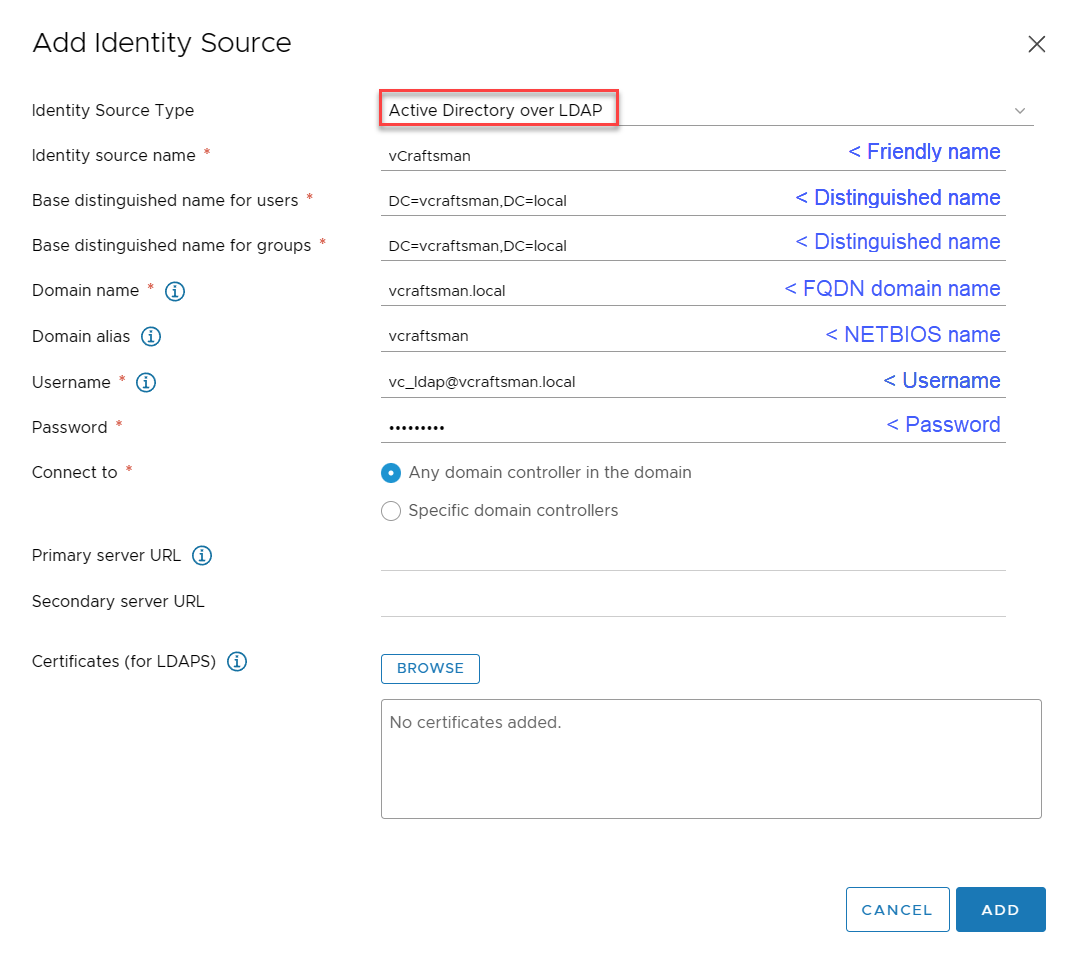 Add Identity Source
Identity Source Type Active Directory over LDAP
Identity source name * vCraftsman < Friendly name
Base distinguished name for users * DC=vcraftsman,DC=local < Distinguished name
Base distinguished name for groups * DC=vcraftsman,DC=local < Distinguished name
Domain name * vcraftsman.local < FQDN domain name
Domain alias vcraftsman < NETBIOS name
Username * vc_ldap@vcraftsman.local < Username
Password * ••••••••• < Password
Connect to * Any domain controller in the domain
Specific domain controllers
Primary server URL
Secondary server URL
Certificates (for LDAPS) BROWSE
No certificates added.
CANCEL ADD